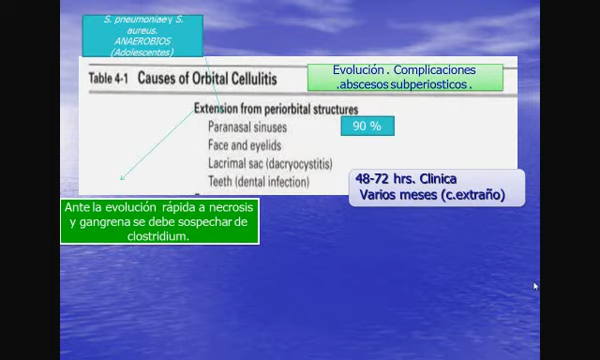 S. pneumoniae y S.
aureus.
ANAEROBIOS
(Adolescentes)
Table 4-1 Causes of Orbital Cellulitis
Evolución . Complicaciones
.abscesos subperiosticos .
Extension from periorbital structures
Paranasal sinuses
90 %
Face and eyelids
Lacrimal sac (dacryocystitis)
Teeth (dental infection)
48-72 hrs. Clinica
Varios meses (c.extraño)
Ante la evolución rápida a necrosis
y gangrena se debe sospechar de
clostridium.